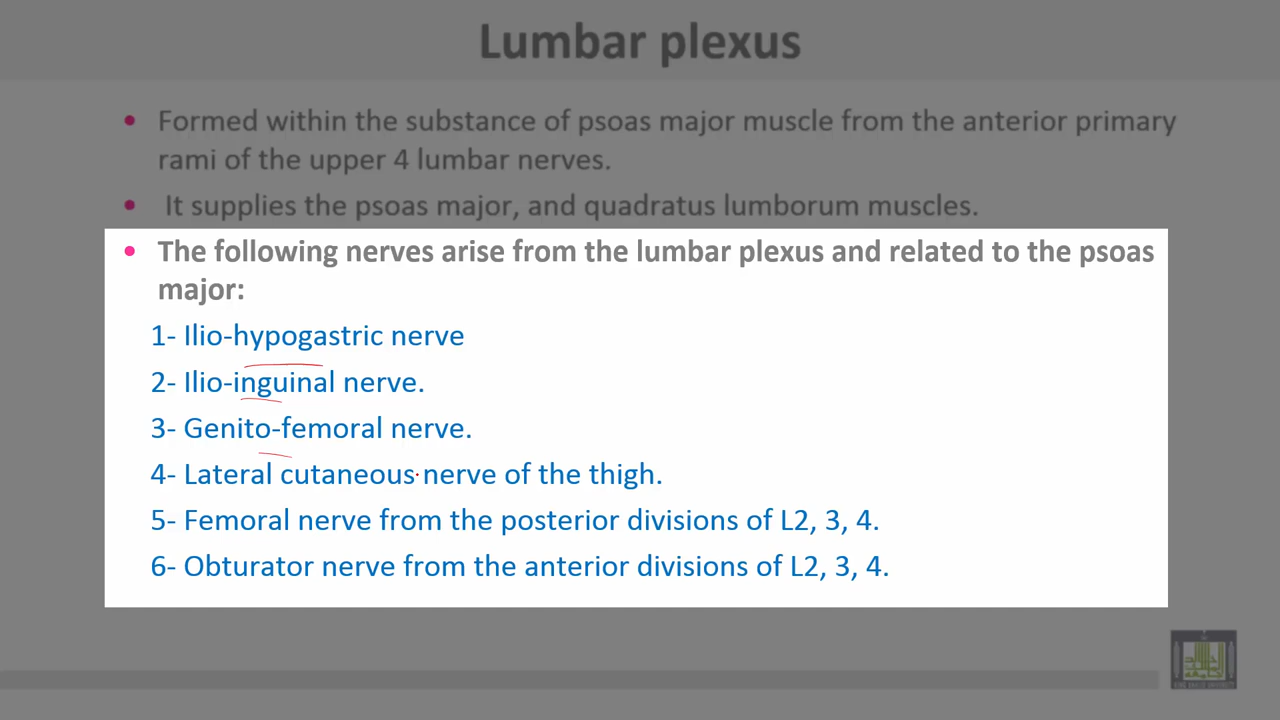 Lumbar plexus
• Formed within the substance of psoas major muscle from the anterior primary
rami of the upper 4 lumbar nerves.
• It supplies the psoas major, and quadratus lumborum muscles.
• The following nerves arise from the lumbar plexus and related to the psoas
major:
1- Ilio-hypogastric nerve
2- Ilio-inguinal nerve.
3- Genito-femoral nerve.
4- Lateral cutaneous nerve of the thigh.
5- Femoral nerve from the posterior divisions of L2, 3, 4.
6- Obturator nerve from the anterior divisions of L2, 3, 4.